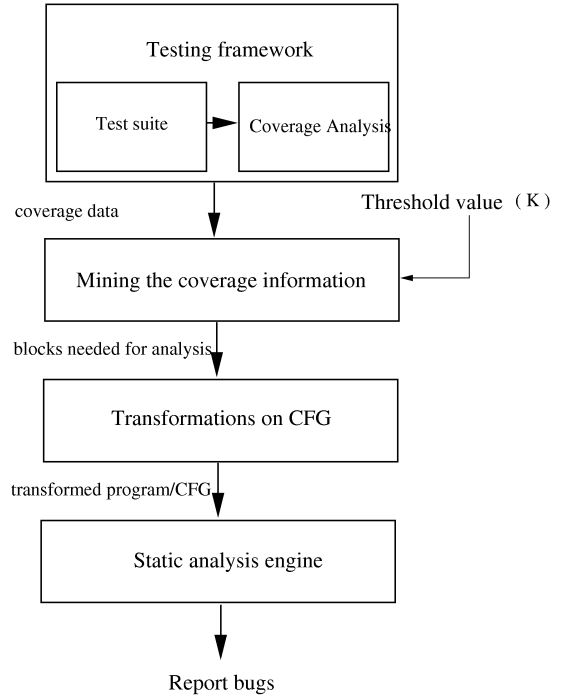 Testing framework
Test suite
Coverage Analysis
coverage data
Threshold value ( K )
Mining the coverage information
blocks needed for analysis
Transformations on CFG
transformed program/CFG
Static analysis engine
Report bugs